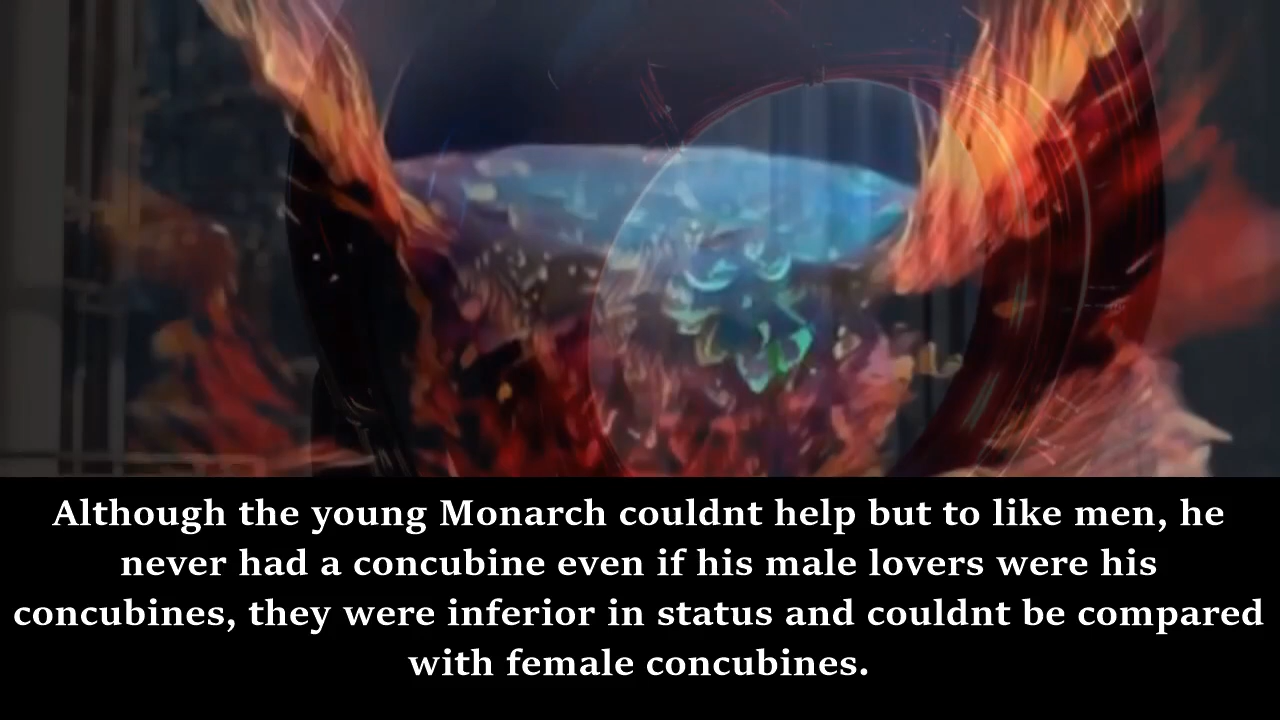 Although the young Monarch couldnt help but to like men, he
never had a concubine even if his male lovers were his
concubines, they were inferior in status and couldnt be compared
with female concubines.